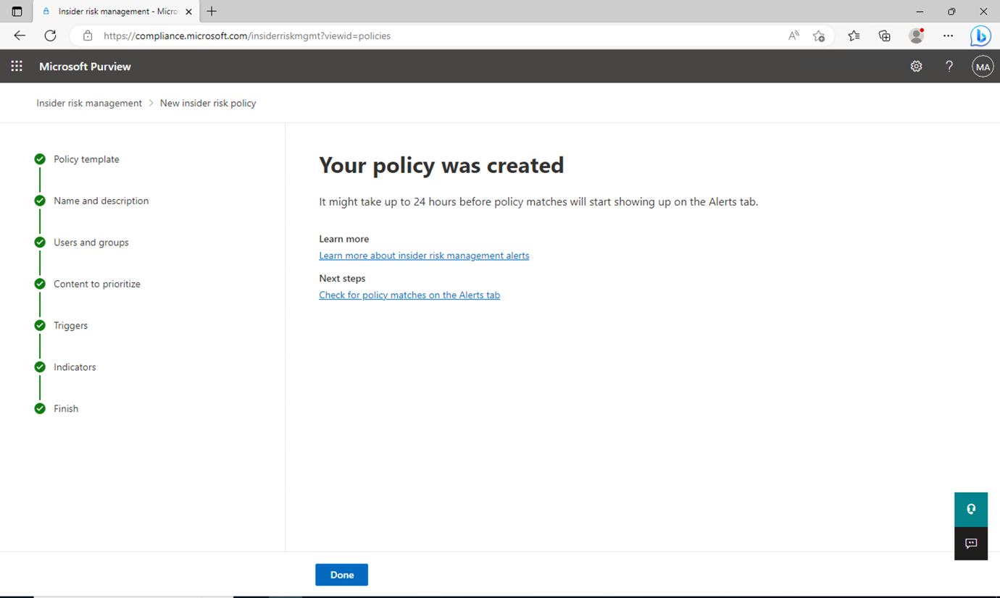 Insider risk management - Micro
https://compliance.microsoft.com/insiderriskmgmt?viewid=policies
Microsoft Purview
?
MA
Insider risk management > New insider risk policy
Policy template
Name and description
Users and groups
Content to prioritize
Triggers
Indicators
Finish
Your policy was created
It might take up to 24 hours before policy matches will start showing up on the Alerts tab.
Learn more
Learn more about insider risk management alerts
Next steps
Check for policy matches on the Alerts tab
Done